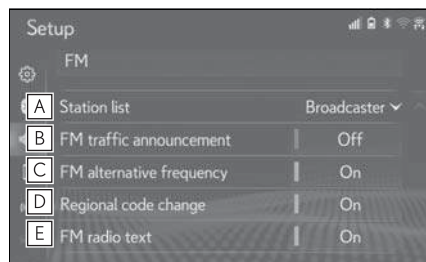 Setup
FM
A Station list Broadcaster
B FM traffic announcement Off
C FM alternative frequency On
D Regional code change On
E FM radio text On